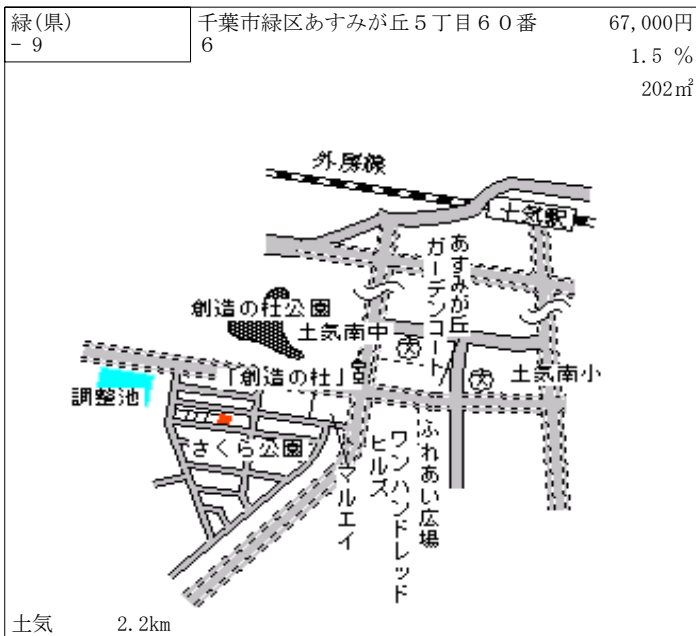 緑(県)
- 9
千葉市緑区あすみが丘５丁目６０番
６
67,000円
1.5 %
202㎡
外房線
土気駅
あすみが丘
ガーデンコート
創造の杜公園
土気南中
文
「創造の杜」
調整池
文
土気南小
さくら公園
マルエイ
ワンハンドレッド
ヒルズ
ふれあい広場
土気 2.2km